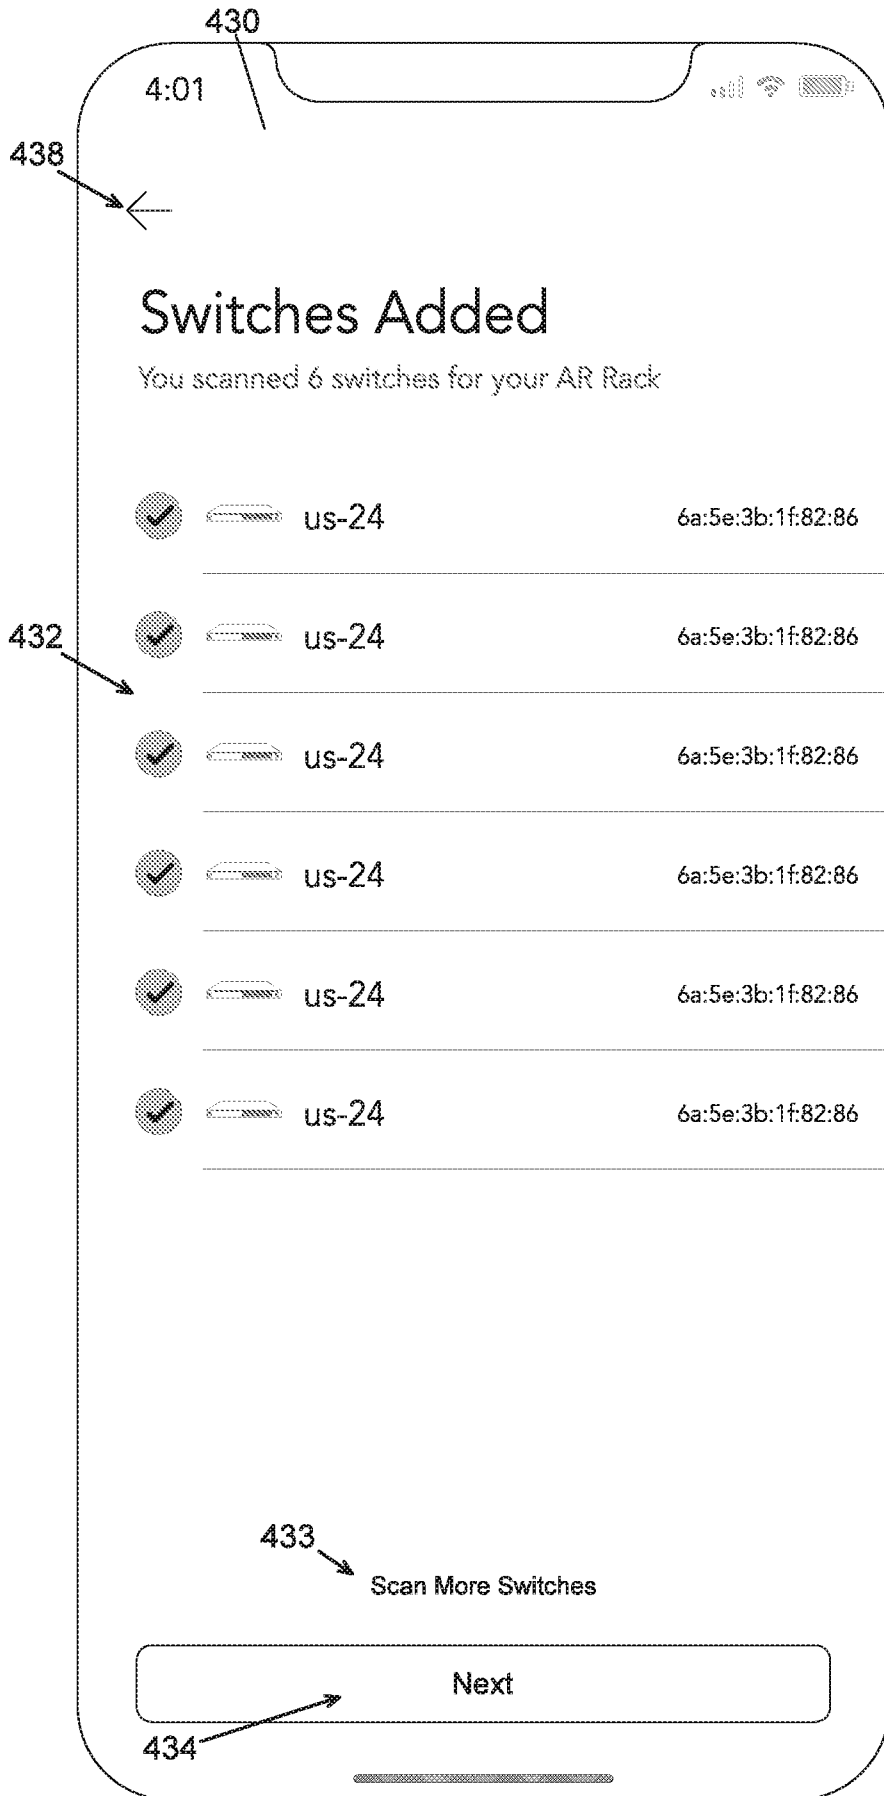 430
4:01
438
Switches Added
You scanned 6 switches for your AR Rack
us-24 6a:5e:3b:1f:82:86
us-24 6a:5e:3b:1f:82:86
432
us-24 6a:5e:3b:1f:82:86
us-24 6a:5e:3b:1f:82:86
us-24 6a:5e:3b:1f:82:86
us-24 6a:5e:3b:1f:82:86
433
Scan More Switches
Next
434